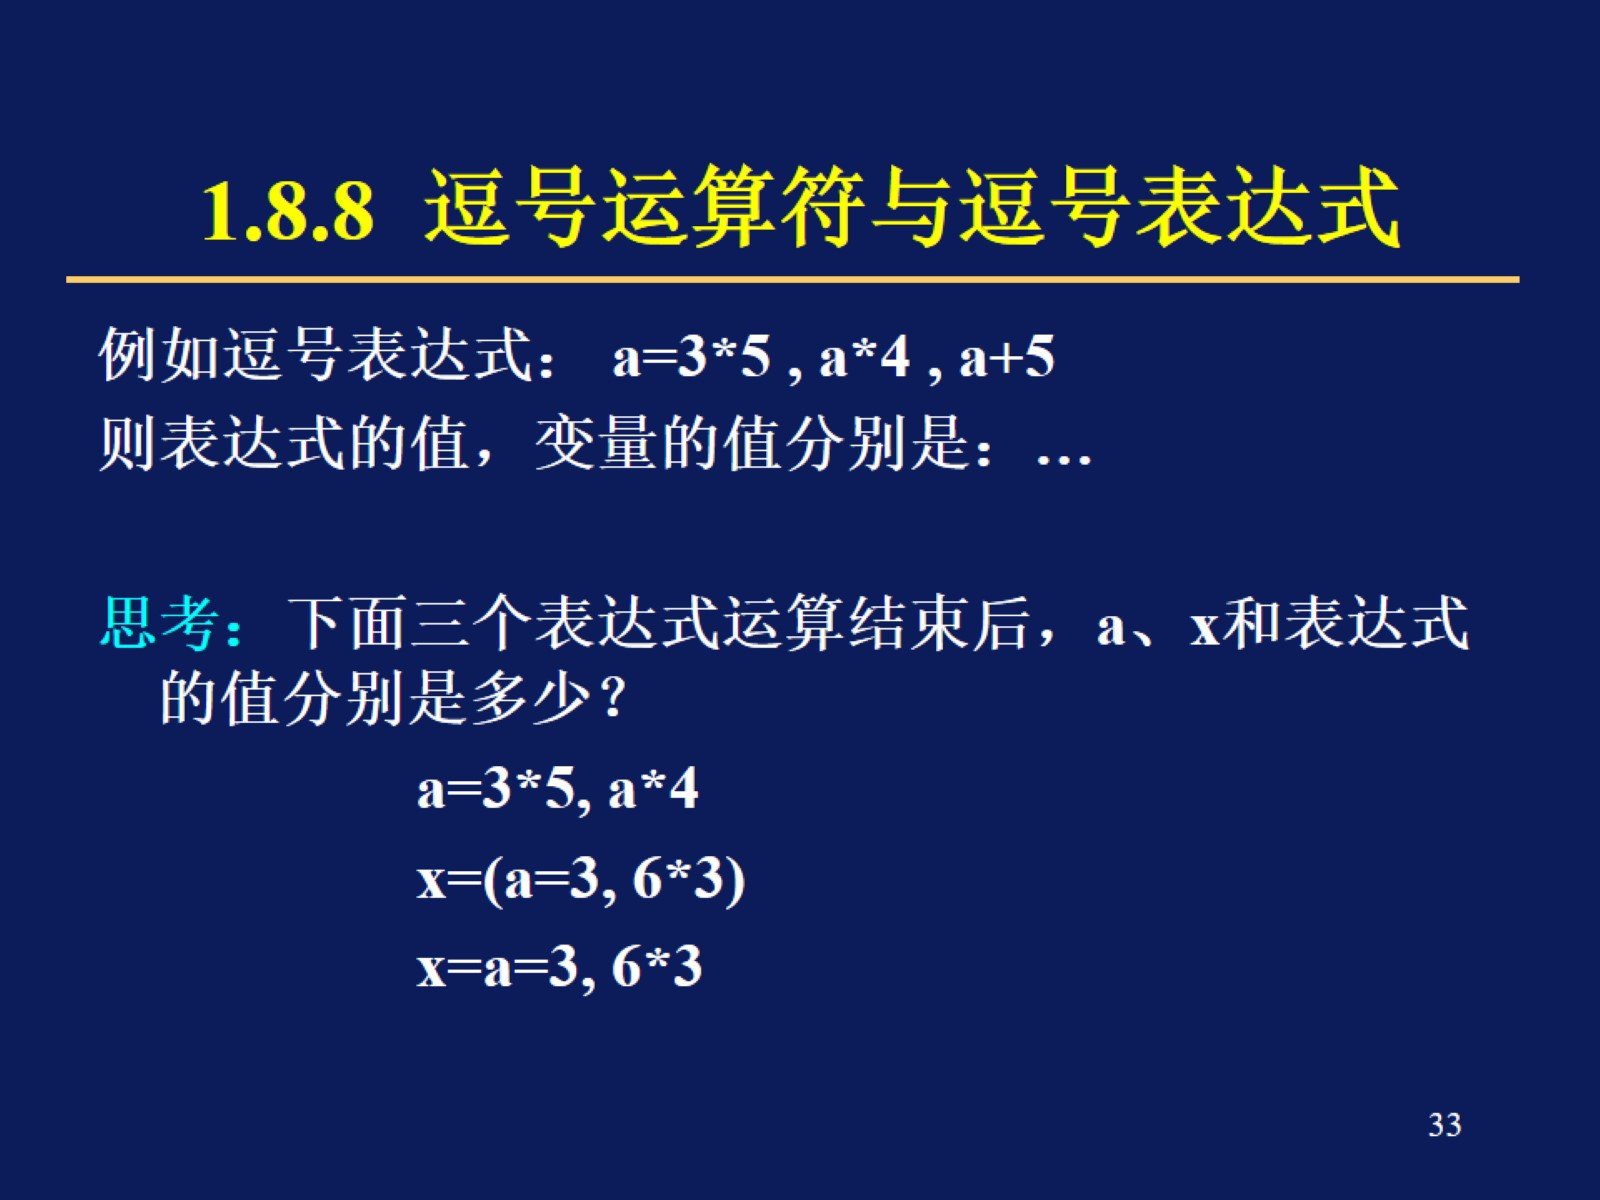 1.8.8 逗号运算符与逗号表达式
例如逗号表达式： a=3*5 , a*4 , a+5
则表达式的值，变量的值分别是：…
思考：下面三个表达式运算结束后，a、x和表达式
的值分别是多少？
a=3*5, a*4
x=(a=3, 6*3)
x=a=3, 6*3
33